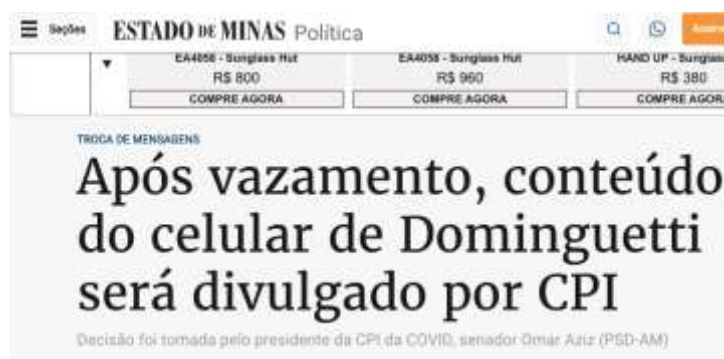 Seções ESTADO DE MINAS Política
EA4058 - Sunglass Hut EA4058 - Sunglass Hut HAND UP - Sunglass
R$ 800 R$ 960 R$ 380
COMPRE AGORA COMPRE AGORA COMPRE AGOR
TROCA DE MENSAGENS
Após vazamento, conteúdo
do celular de Dominguetti
será divulgado por CPI
Decisão foi tomada pelo presidente da CPI da COVID, senador Omar Aziz (PSD-AM)